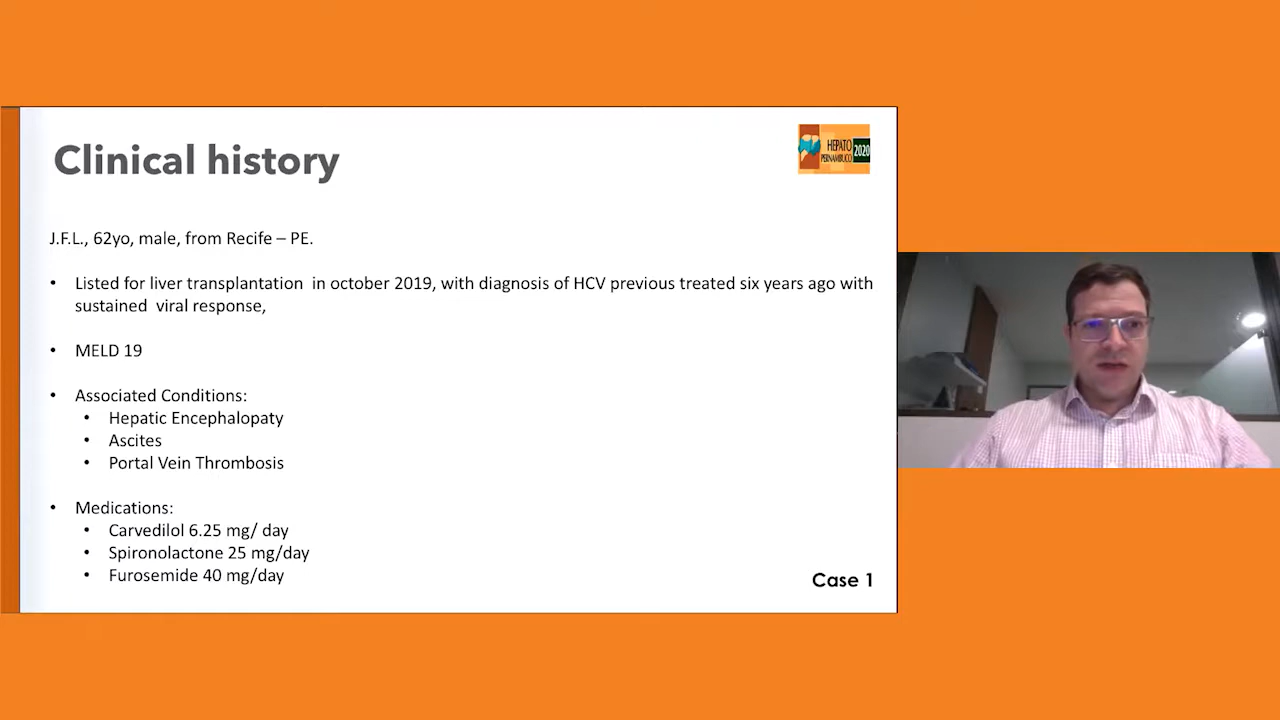 Clinical history
HEPATO
PERNAMBUCO
2020
J.F.L., 62yo, male, from Recife – PE.
• Listed for liver transplantation in october 2019, with diagnosis of HCV previous treated six years ago with
sustained viral response,
• MELD 19
• Associated Conditions:
• Hepatic Encephalopaty
• Ascites
• Portal Vein Thrombosis
• Medications:
• Carvedilol 6.25 mg/ day
• Spironolactone 25 mg/day
• Furosemide 40 mg/day
Case 1